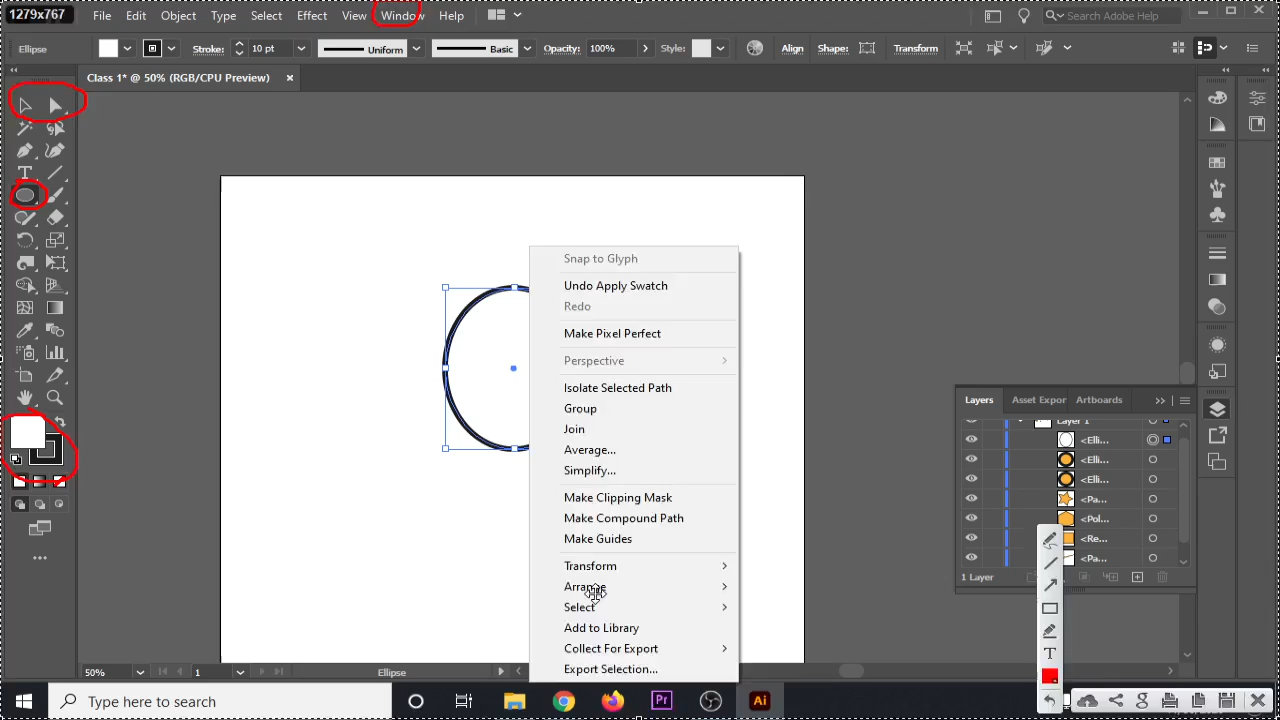 1279x767
File Edit Object Type Select Effect View Window Help
Search Adobe Help
Ellipse Stroke: 10 pt Uniform Basic Opacity: 100% Style: Align Shape: Transform
Class 1* @ 50% (RGB/CPU Preview)
Snap to Glyph
Undo Apply Swatch
Redo
Make Pixel Perfect
Perspective
Isolate Selected Path
Group
Join
Average...
Simplify...
Make Clipping Mask
Make Compound Path
Make Guides
Transform
Arrange
Select
Add to Library
Collect For Export
Export Selection...
Layers Asset Expor Artboards
Layer 1
<Elli...
<Elli...
<Elli...
<Pa...
<Pol...
<Re...
<Pa...
1 Layer
T
50% 1 Ellipse
Type here to search
Pr
Ai